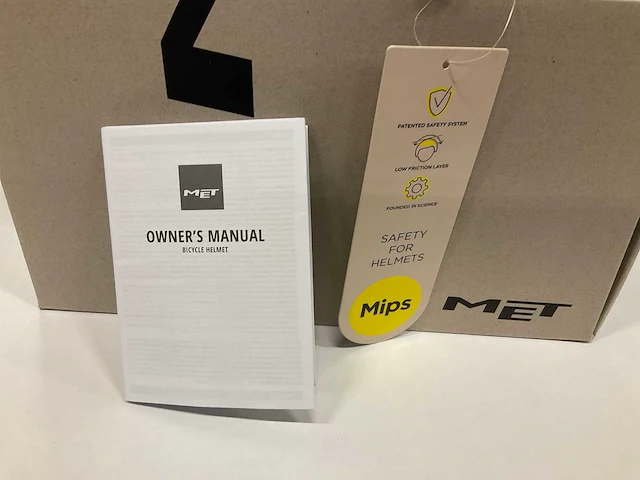 MET
OWNER'S MANUAL
BICYCLE HELMET
PATENTED SAFETY SYSTEM
LOW FRICTION LAYER
FOUNDED IN SCIENCE
SAFETY
FOR
HELMETS
Mips
MET